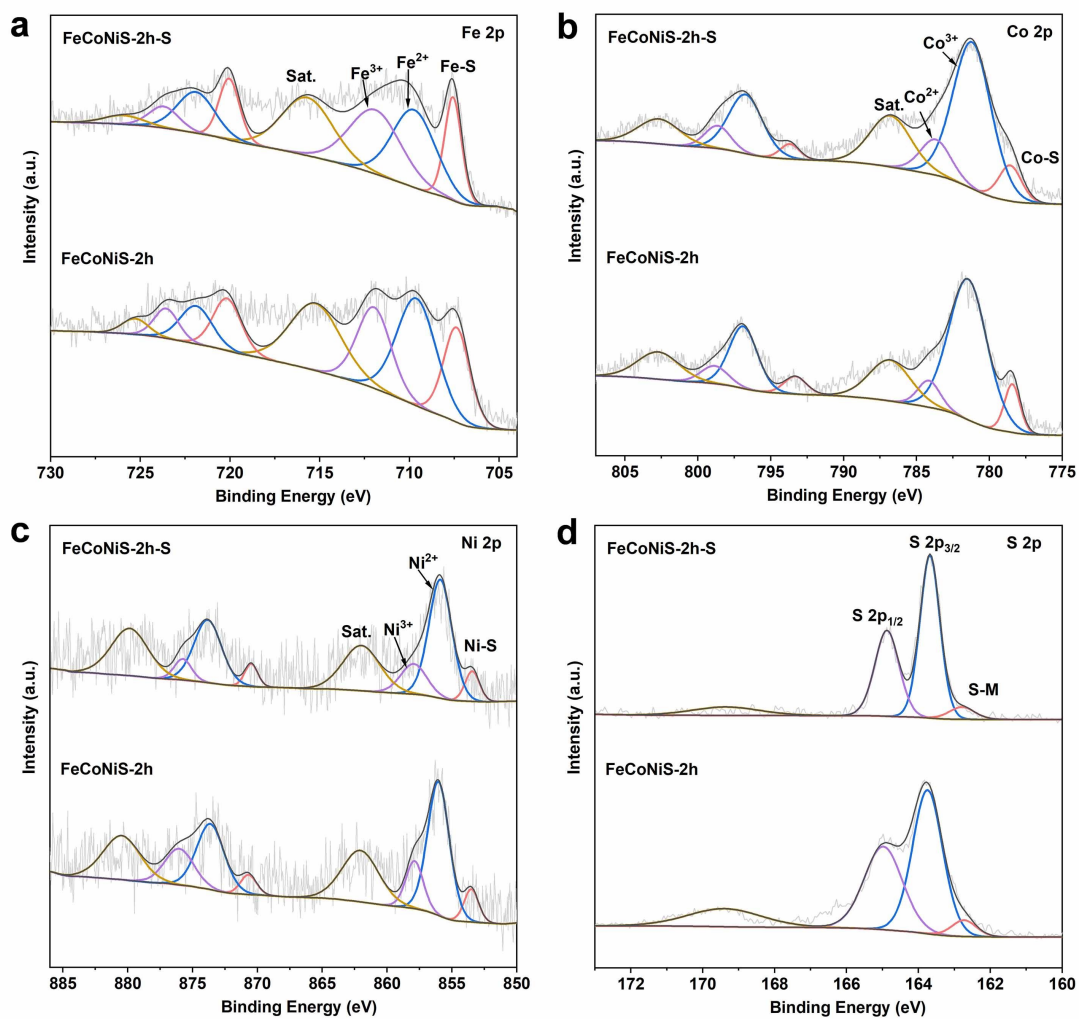 a
FeCoNiS-2h-S
Fe 2p
Sat.
Fe³⁺
Fe²⁺
Fe-S
FeCoNiS-2h
Intensity (a.u.)
730 725 720 715 710 705
Binding Energy (eV)
b
FeCoNiS-2h-S
Co 2p
Co³⁺
Sat.
Co²⁺
Co-S
FeCoNiS-2h
Intensity (a.u.)
805 800 795 790 785 780 775
Binding Energy (eV)
c
FeCoNiS-2h-S
Ni 2p
Ni²⁺
Sat.
Ni³⁺
Ni-S
FeCoNiS-2h
Intensity (a.u.)
885 880 875 870 865 860 855 850
Binding Energy (eV)
d
FeCoNiS-2h-S
S 2p₃/₂
S 2p
S 2p₁/₂
S-M
FeCoNiS-2h
Intensity (a.u.)
172 170 168 166 164 162 160
Binding Energy (eV)